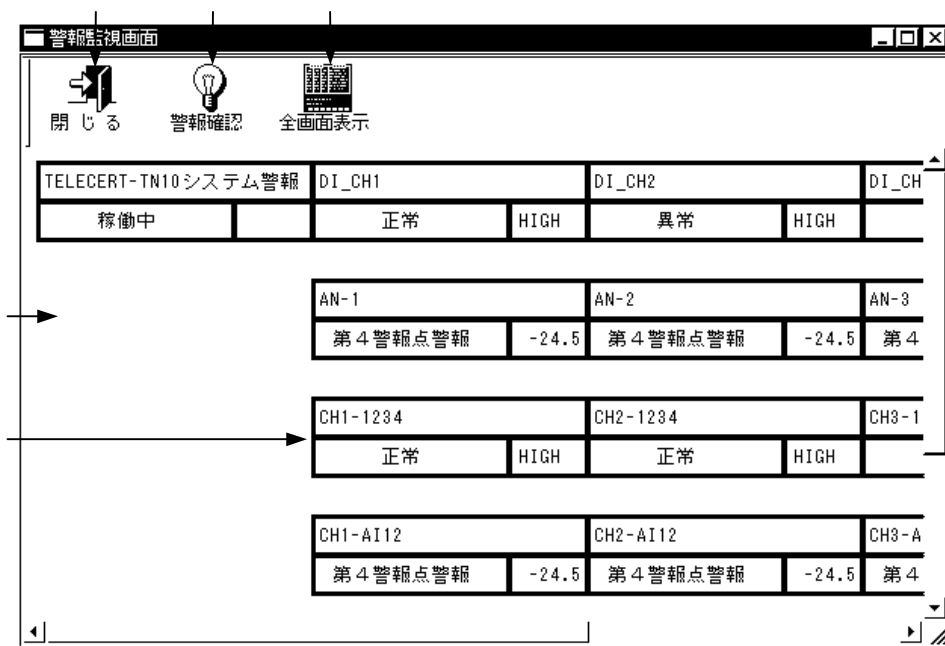 警報監視画面
閉じる 警報確認 全画面表示
TELECERT-TN10システム警報 DI_CH1 DI_CH2 DI_CH
稼働中 正常 HIGH 異常 HIGH
AN-1 AN-2 AN-3
第4警報点警報 -24.5 第4警報点警報 -24.5 第4
CH1-1234 CH2-1234 CH3-1
正常 HIGH 正常 HIGH
CH1-AI12 CH2-AI12 CH3-A
第4警報点警報 -24.5 第4警報点警報 -24.5 第4